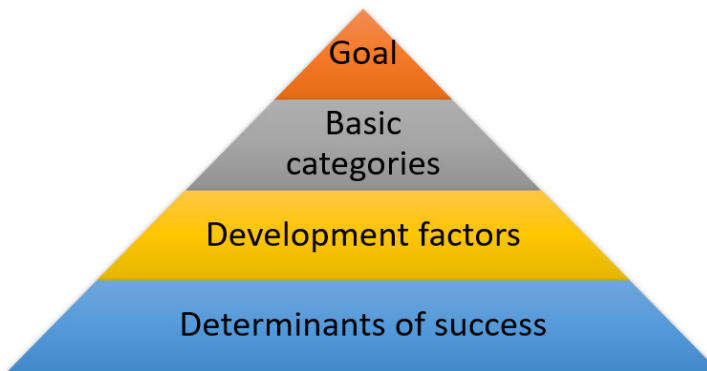 Goal
Basic
categories
Development factors
Determinants of success